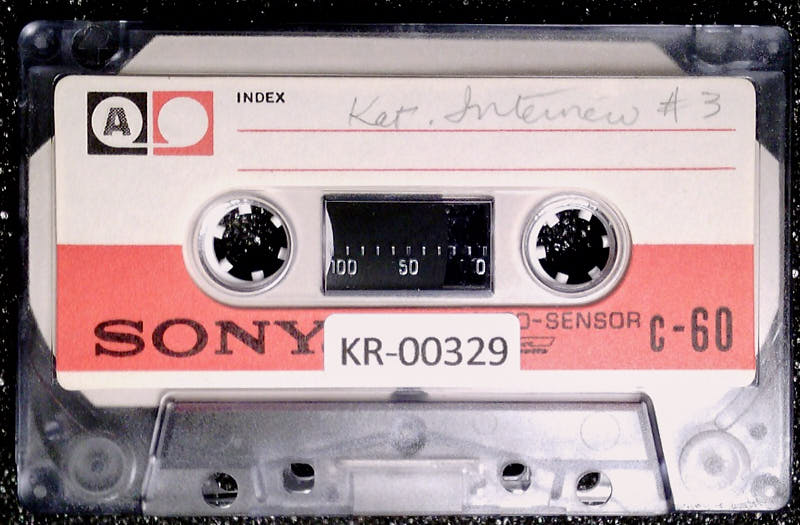 A INDEX Kat. Interview # 3
100 50 0
SONY O-SENSOR C-60
KR-00329